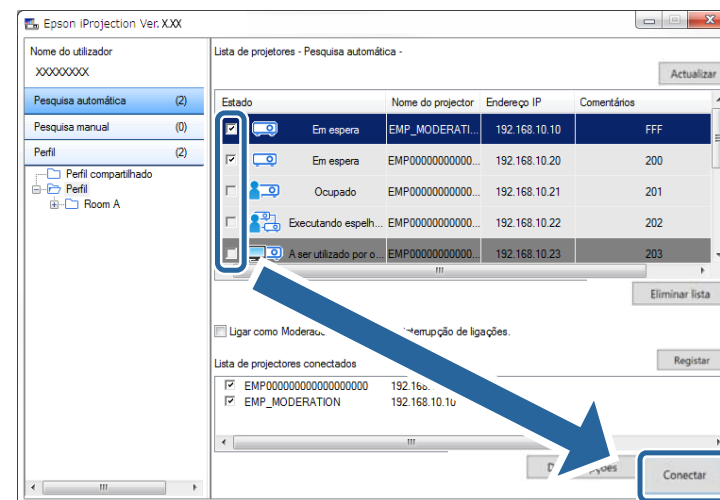 Epson iProjection Ver. X.XX
Nome do utilizador
XXXXXXXX
Pesquisa automática (2)
Pesquisa manual (0)
Perfil (2)
Perfil compartilhado
Perfil
Room A
Lista de projetores - Pesquisa automática -
Actualizar
Estado Nome do projector Endereço IP Comentários
Em espera EMP_MODERATI... 192.168.10.10 FFF
Em espera EMP00000000000... 192.168.10.20 200
Ocupado EMP00000000000... 192.168.10.21 201
Executando espelh... EMP00000000000... 192.168.10.22 202
A ser utilizado por o... EMP00000000000... 192.168.10.23 203
Eliminar lista
Ligar como interrupção de ligações.
Lista de projectores conectados
Registar
EMP000000000000000000 192.168.
EMP_MODERATION 192.168.10.10
Conectar